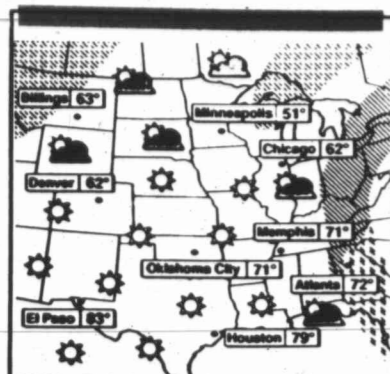 Billings 63°
Minneapolis 51°
Chicago 62°
Denver 62°
Memphis 71°
Oklahoma City 71°
Atlanta 72°
El Paso 83°
Houston 79°